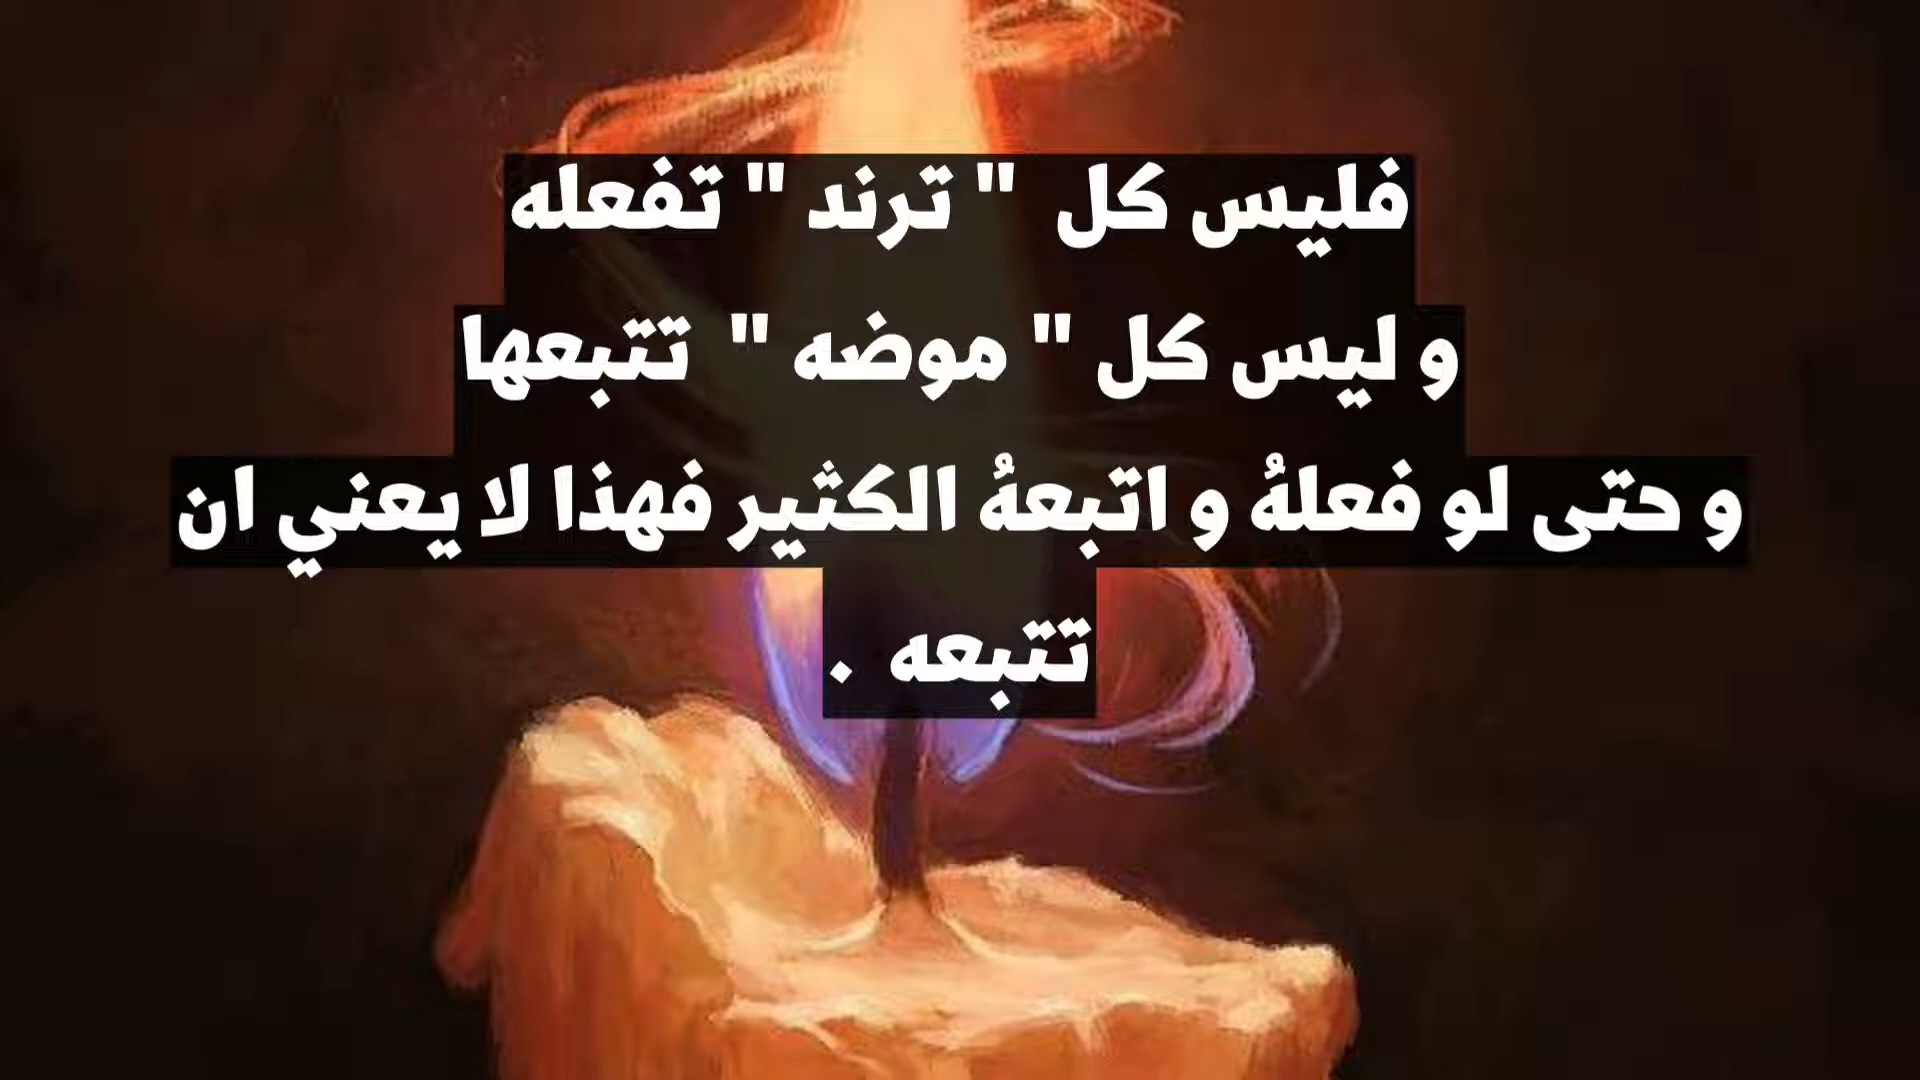 فليس كل " ترند " تفعله
و ليس كل " موضه " تتبعها
و حتى لو فعلهُ و اتبعهُ الكثير فهذا لا يعني ان
تتبعه .